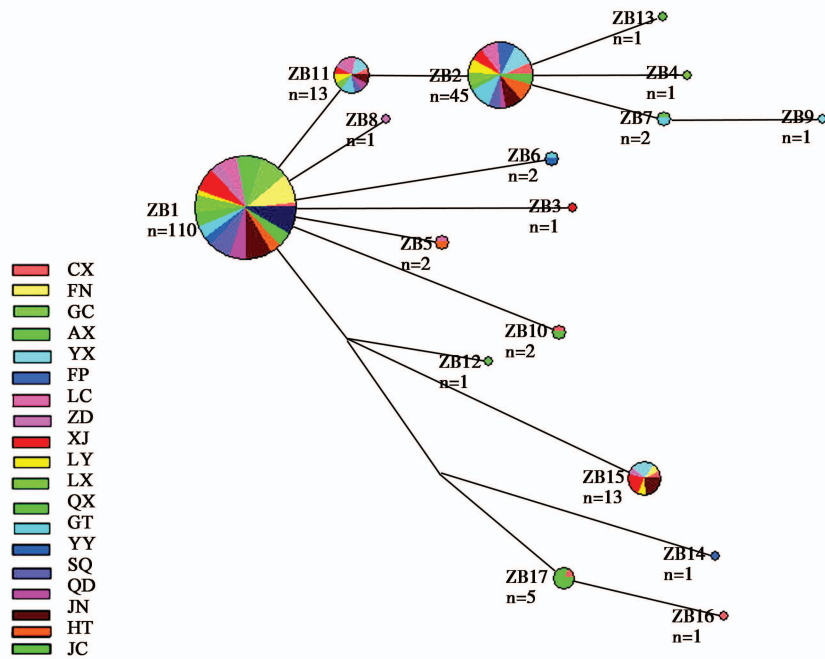 ZB13
n=1
ZB11
n=13
ZB2
n=45
ZB4
n=1
ZB8
n=1
ZB7
n=2
ZB9
n=1
ZB6
n=2
ZB1
n=110
ZB3
n=1
ZB5
n=2
ZB10
n=2
ZB12
n=1
ZB15
n=13
ZB14
n=1
ZB17
n=5
ZB16
n=1
CX
FN
GC
AX
YX
FP
LC
ZD
XJ
LY
LX
QX
GT
YY
SQ
QD
JN
HT
JC